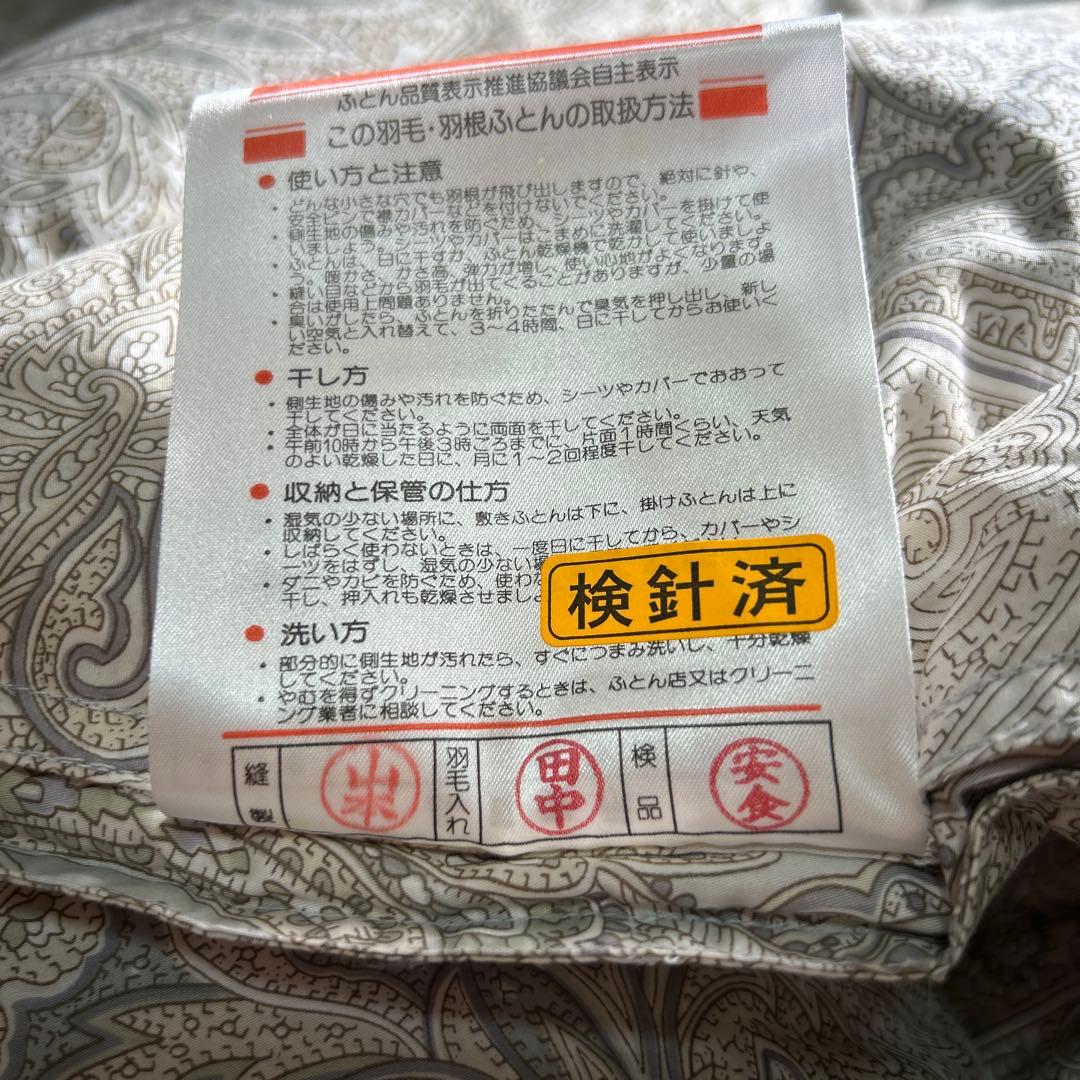 ふとん品質表示推進協議会自主表示
この羽毛・羽根ふとんの取扱方法
● 使い方と注意
・どんな小さな穴でも羽根が飛び出しますので、絶対に針や、
安全ピンで襟カバーなどを付けないでください。
・側生地の傷みや汚れを防ぐため、シーツやカバーを掛けて使
いましょう。シーツやカバーは、こまめに洗濯してください。
・ふとんは、日に干すか、ふとん乾燥機で乾かして使いましょ
う。暖かさ、かさ高、弾力が増し、使い心地がよくなります。
・縫い目などから羽毛が出てくることがありますが、少量の場
合は使用上問題ありません。
・臭いがしたら、ふとんを折りたたんで臭気を押し出し、新し
い空気と入れ替えて、3〜4時間、日に干してからお使いく
ださい。
● 干し方
・側生地の傷みや汚れを防ぐため、シーツやカバーでおおって
干してください。
・全体が日に当たるように両面を干してください。
・午前10時から午後3時ごろまでに、片面1時間くらい、天気
のよい乾燥した日に、月に1〜2回程度干してください。
● 収納と保管の仕方
・湿気の少ない場所に、敷きふとんは下に、掛けふとんは上に
収納してください。
・しばらく使わないときは、一度日に干してから、カバーやシ
ーツをはずし、湿気の少ない
・ダニやカビを防ぐため、使わな
干し、押入れも乾燥させましょ
検針済
● 洗い方
・部分的に側生地が汚れたら、すぐにつまみ洗いし、十分乾燥
してください。
・やむを得ずクリーニングするときは、ふとん店又はクリーニ
ング業者に相談してください。
縫製 羽毛入れ 田中 検品 安食